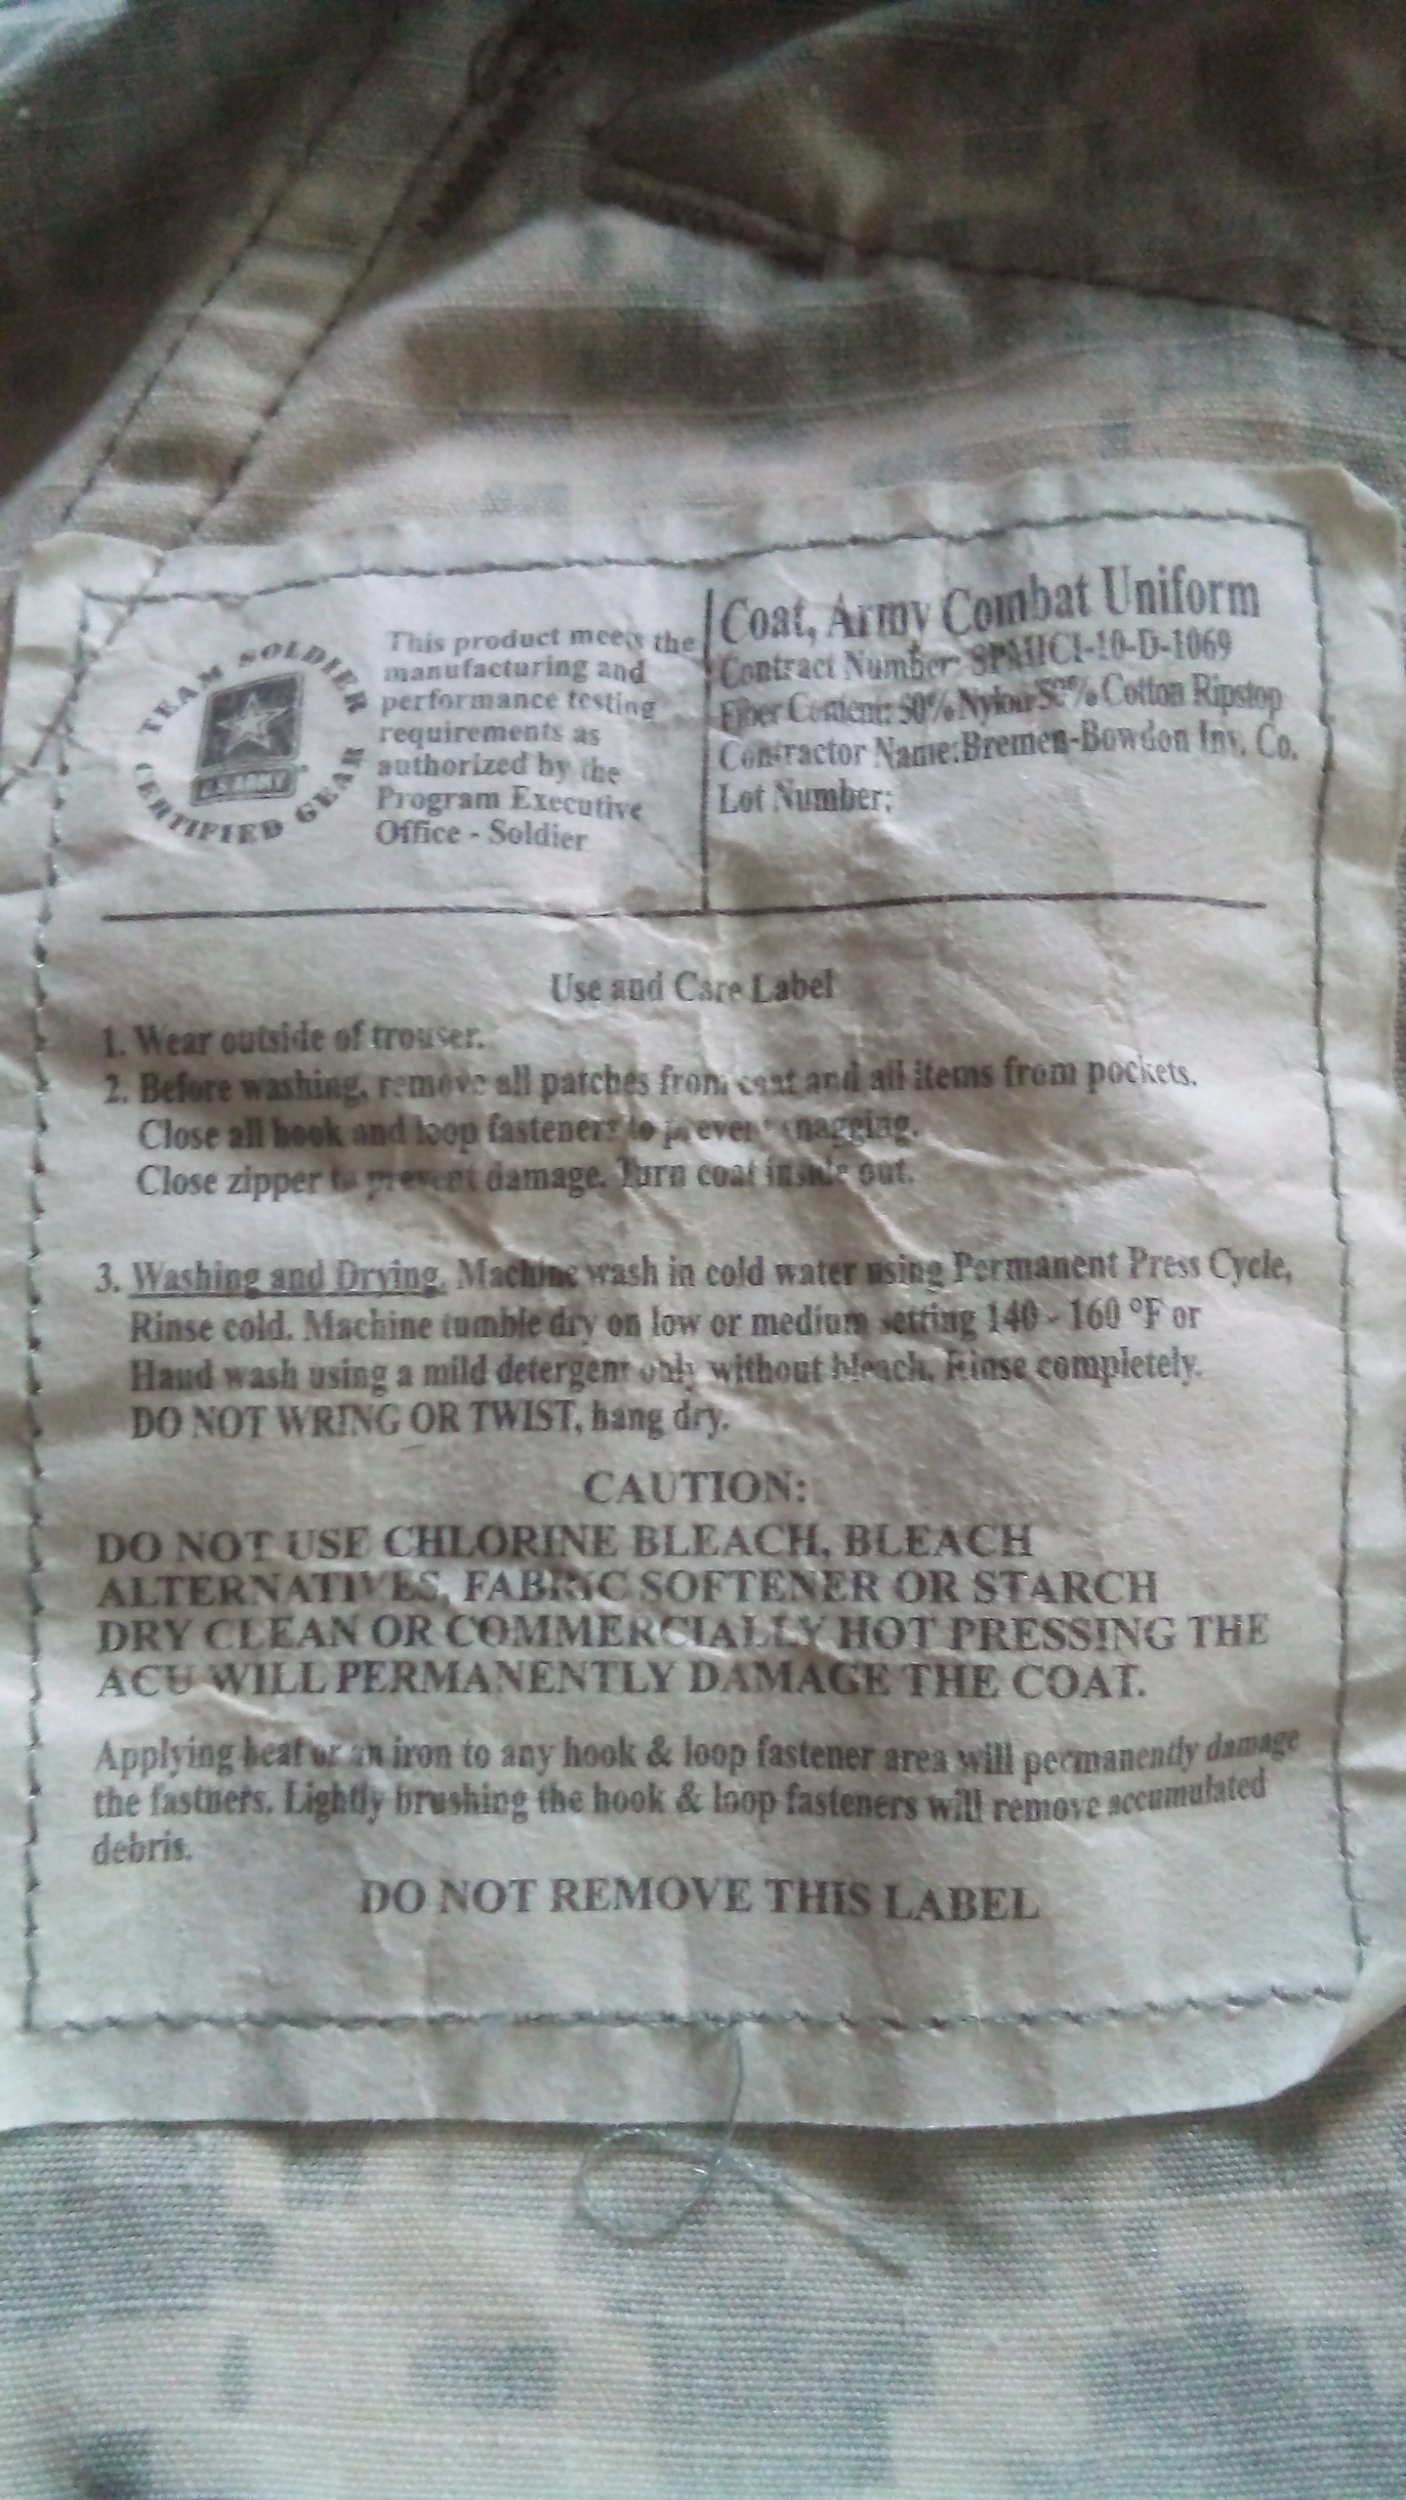 TEAM SOLDIER
CERTIFIED GEAR
U.S. ARMY
This product meets the
manufacturing and
performance testing
requirements as
authorized by the
Program Executive
Office - Soldier
Coat, Army Combat Uniform
Contract Number: SPM1C1-10-D-1069
Fiber Content: 50% Nylon 50% Cotton Ripstop
Contractor Name:Bremen-Bowdon Inv. Co.
Lot Number:
Use and Care Label
1. Wear outside of trouser.
2. Before washing, remove all patches from coat and all items from pockets.
Close all hook and loop fasteners to prevent snagging.
Close zipper to prevent damage. Turn coat inside out.
3. Washing and Drying. Machine wash in cold water using Permanent Press Cycle,
Rinse cold. Machine tumble dry on low or medium setting 140 - 160 °F or
Hand wash using a mild detergent only without bleach. Rinse completely.
DO NOT WRING OR TWIST, hang dry.
CAUTION:
DO NOT USE CHLORINE BLEACH, BLEACH
ALTERNATIVES, FABRIC SOFTENER OR STARCH
DRY CLEAN OR COMMERCIALLY HOT PRESSING THE
ACU WILL PERMANENTLY DAMAGE THE COAT.
Applying heat or an iron to any hook & loop fastener area will permanently damage
the fastners. Lightly brushing the hook & loop fasteners will remove accumulated
debris.
DO NOT REMOVE THIS LABEL